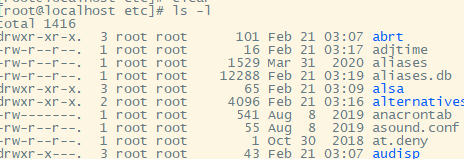 [root@localhost etc]# clear
[root@localhost etc]# ls -l
total 1416
drwxr-xr-x. 3 root root 101 Feb 21 03:07 abrt
-rw-r--r--. 1 root root 16 Feb 21 03:17 adjtime
-rw-r--r--. 1 root root 1529 Mar 31 2020 aliases
-rw-r--r--. 1 root root 12288 Feb 21 03:19 aliases.db
drwxr-xr-x. 3 root root 65 Feb 21 03:09 alsa
drwxr-xr-x. 2 root root 4096 Feb 21 03:16 alternatives
-rw-------. 1 root root 541 Aug 8 2019 anacrontab
-rw-r--r--. 1 root root 55 Aug 8 2019 asound.conf
-rw-r--r--. 1 root root 1 Oct 30 2018 at.deny
drwxr-x---. 3 root root 43 Feb 21 03:07 audisp